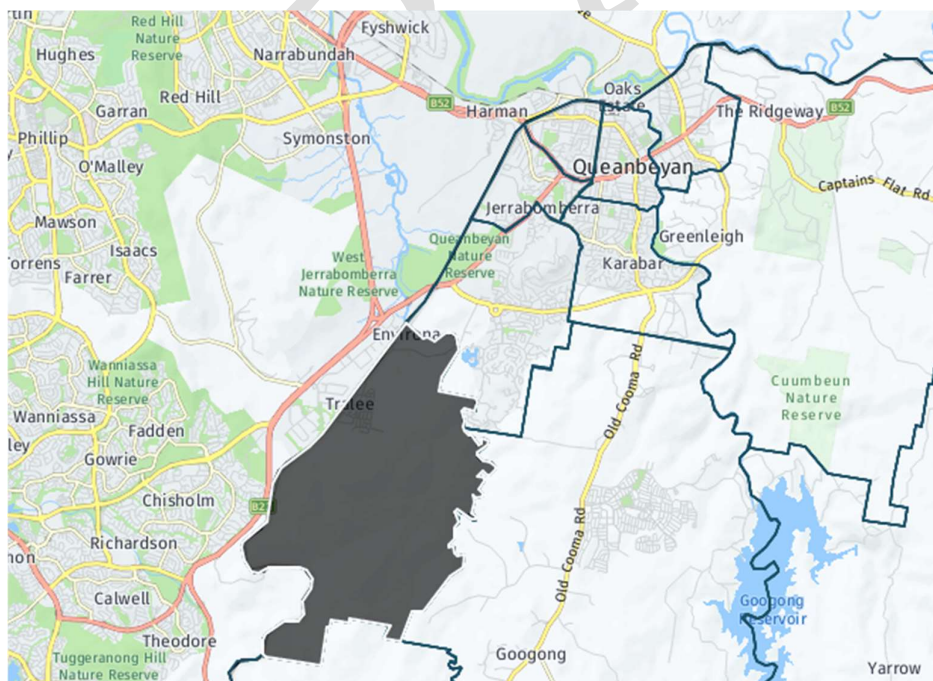 Fyshwick
Red Hill
Nature
Reserve
Hughes
Narrabundah
Red Hill
Garran
B52
Harman
Oaks
Estate
The Ridgeway
B52
Phillip
Symonston
O'Malley
Queanbeyan
Captains Flat Rd
Mawson
Jerrabomberra
Isaacs
Farrer
Queanbeyan
Nature
Reserve
Greenleigh
West
Jerrabomberra
Nature Reserve
Karabar
Environa
Wanniassa
Hill Nature
Reserve
Old Cooma Rd
Cuumbeun
Nature
Reserve
Tralee
Wanniassa
Fadden
Gowrie
Chisholm
B2
Richardson
Old Cooma Rd
Calwell
Googong
Reservoir
Theodore
Tuggeranong Hill
Nature Reserve
Googong
Yarrow